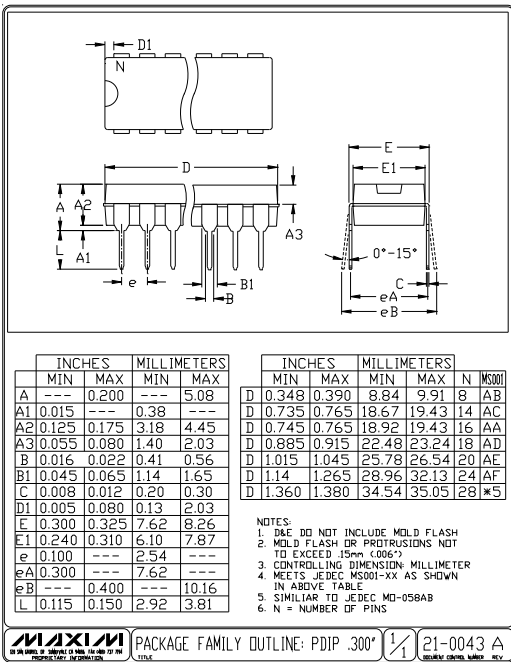 D1
N
D
E
E1
A
A2
A3
L
A1
e
B1
B
0°-15°
C
eA
eB
INCHES MILLIMETERS
MIN MAX MIN MAX
A --- 0.200 --- 5.08
A1 0.015 --- 0.38 ---
A2 0.125 0.175 3.18 4.45
A3 0.055 0.080 1.40 2.03
B 0.016 0.022 0.41 0.56
B1 0.045 0.065 1.14 1.65
C 0.008 0.012 0.20 0.30
D1 0.005 0.080 0.13 2.03
E 0.300 0.325 7.62 8.26
E1 0.240 0.310 6.10 7.87
e 0.100 --- 2.54 ---
eA 0.300 --- 7.62 ---
eB --- 0.400 --- 10.16
L 0.115 0.150 2.92 3.81
INCHES MILLIMETERS
MIN MAX MIN MAX N MS001
D 0.348 0.390 8.84 9.91 8 AB
D 0.735 0.765 18.67 19.43 14 AC
D 0.745 0.765 18.92 19.43 16 AA
D 0.885 0.915 22.48 23.24 18 AD
D 1.015 1.045 25.78 26.54 20 AE
D 1.14 1.265 28.96 32.13 24 AF
D 1.360 1.380 34.54 35.05 28 *5
NOTES:
1. D&E DO NOT INCLUDE MOLD FLASH
2. MOLD FLASH OR PROTRUSIONS NOT
TO EXCEED .15mm (.006")
3. CONTROLLING DIMENSION: MILLIMETER
4. MEETS JEDEC MS001-XX AS SHOWN
IN ABOVE TABLE
5. SIMILIAR TO JEDEC MO-058AB
6. N = NUMBER OF PINS
MAXIM
PROPRIETARY INFORMATION
PACKAGE FAMILY OUTLINE: PDIP .300"
TITLE
1/1
21-0043 A
DOCUMENT CONTROL NUMBER REV